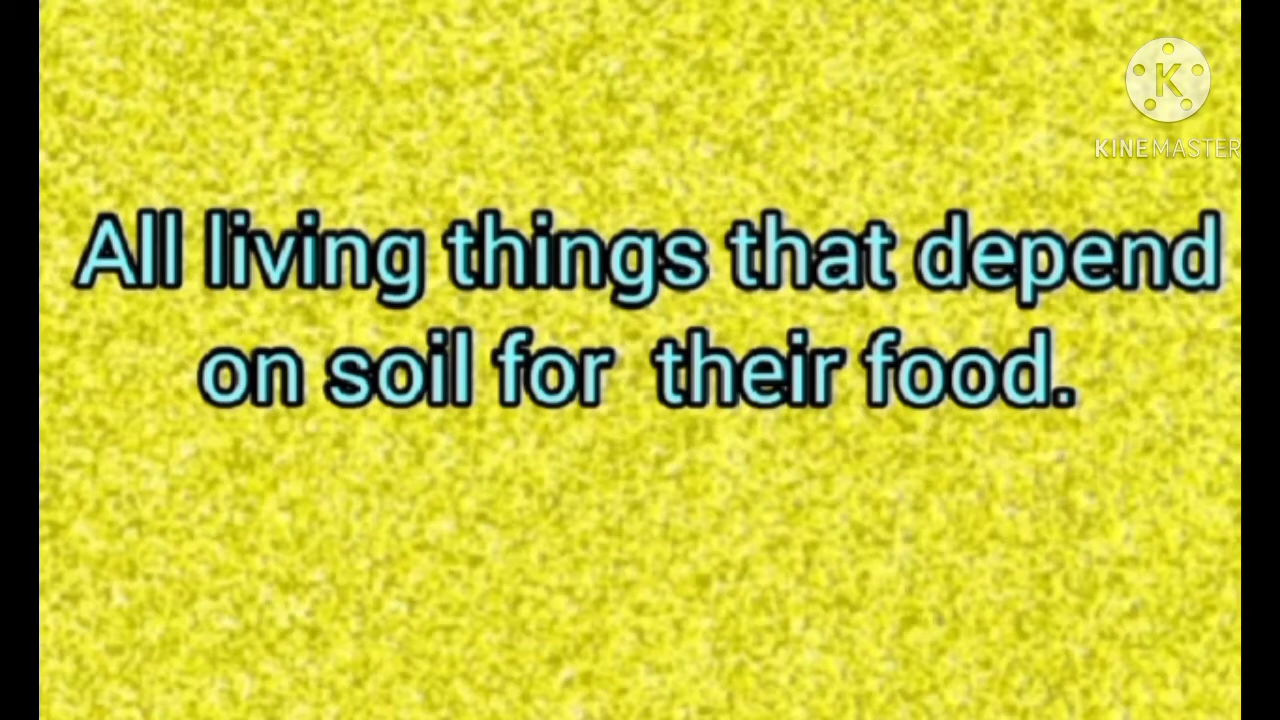 K
KINEMASTER
All living things that depend
on soil for their food.